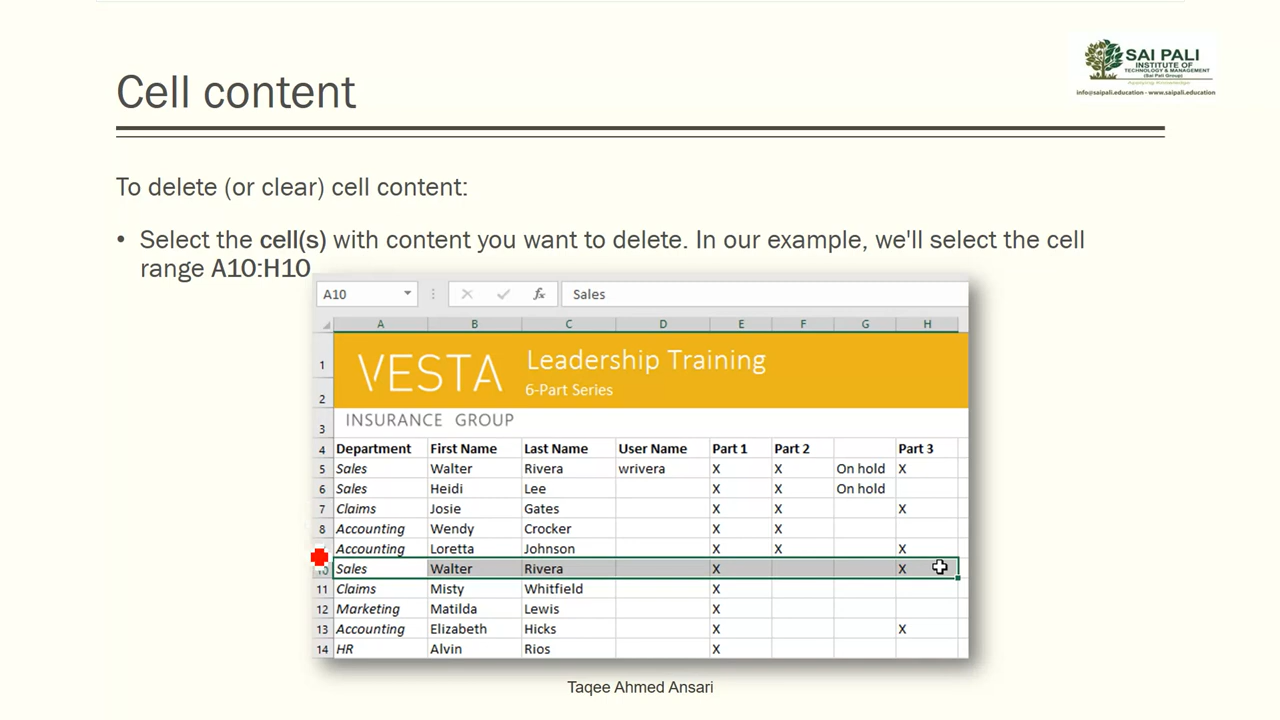 SAI PALI
INSTITUTE OF
TECHNOLOGY & MANAGEMENT
(Sai Pali Group)
info@saipali.education - www.saipali.education
Cell content
To delete (or clear) cell content:
• Select the cell(s) with content you want to delete. In our example, we'll select the cell
range A10:H10
A10 fx Sales
A B C D E F G H
1 VESTA Leadership Training
2 6-Part Series
3 INSURANCE GROUP
4 Department First Name Last Name User Name Part 1 Part 2 Part 3
5 Sales Walter Rivera wrivera X X On hold X
6 Sales Heidi Lee X X On hold
7 Claims Josie Gates X X X
8 Accounting Wendy Crocker X X
Accounting Loretta Johnson X X X
10 Sales Walter Rivera X X
11 Claims Misty Whitfield X
12 Marketing Matilda Lewis X
13 Accounting Elizabeth Hicks X X
14 HR Alvin Rios X
Taqee Ahmed Ansari